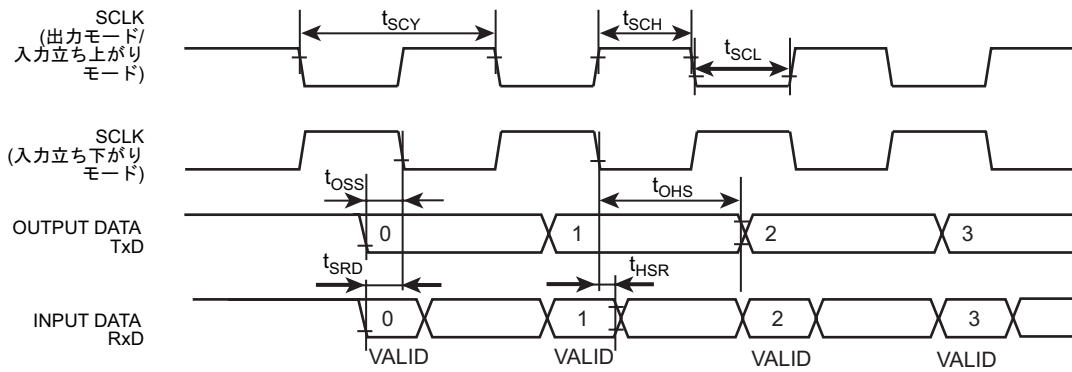 SCLK
(出力モード/
入力立ち上がり
モード)
tSCY
tSCH
tSCL
SCLK
(入力立ち下がり
モード)
tOSS
tOHS
OUTPUT DATA
TxD
0
1
2
3
tSRD
tHSR
INPUT DATA
RxD
0
1
2
3
VALID
VALID
VALID
VALID